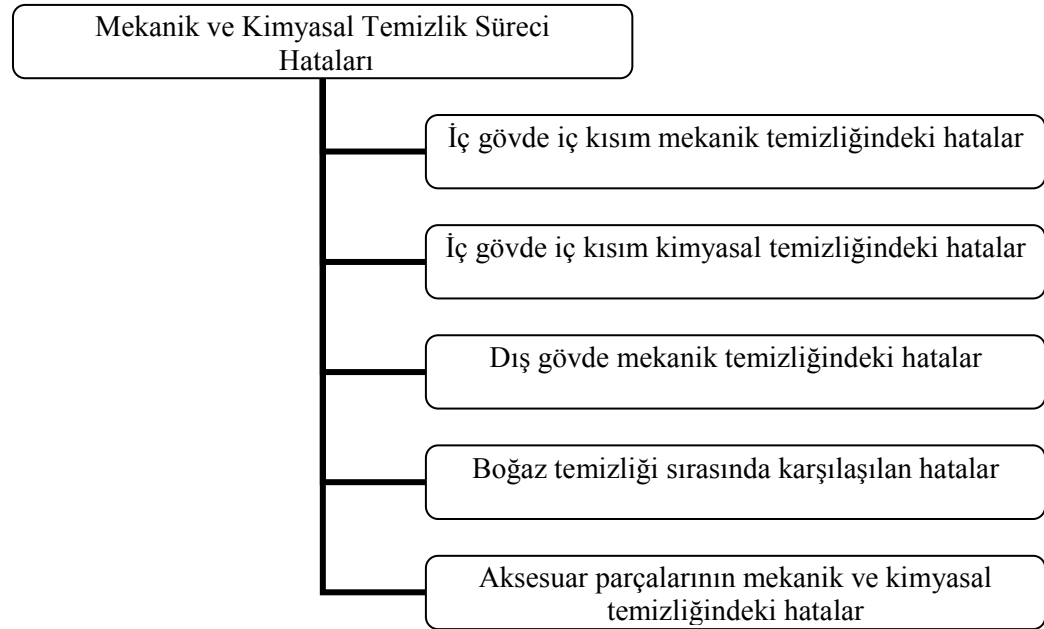 Mekanik ve Kimyasal Temizlik Süreci
Hataları
İç gövde iç kısım mekanik temizliğindeki hatalar
İç gövde iç kısım kimyasal temizliğindeki hatalar
Dış gövde mekanik temizliğindeki hatalar
Boğaz temizliği sırasında karşılaşılan hatalar
Aksesuar parçalarının mekanik ve kimyasal
temizliğindeki hatalar